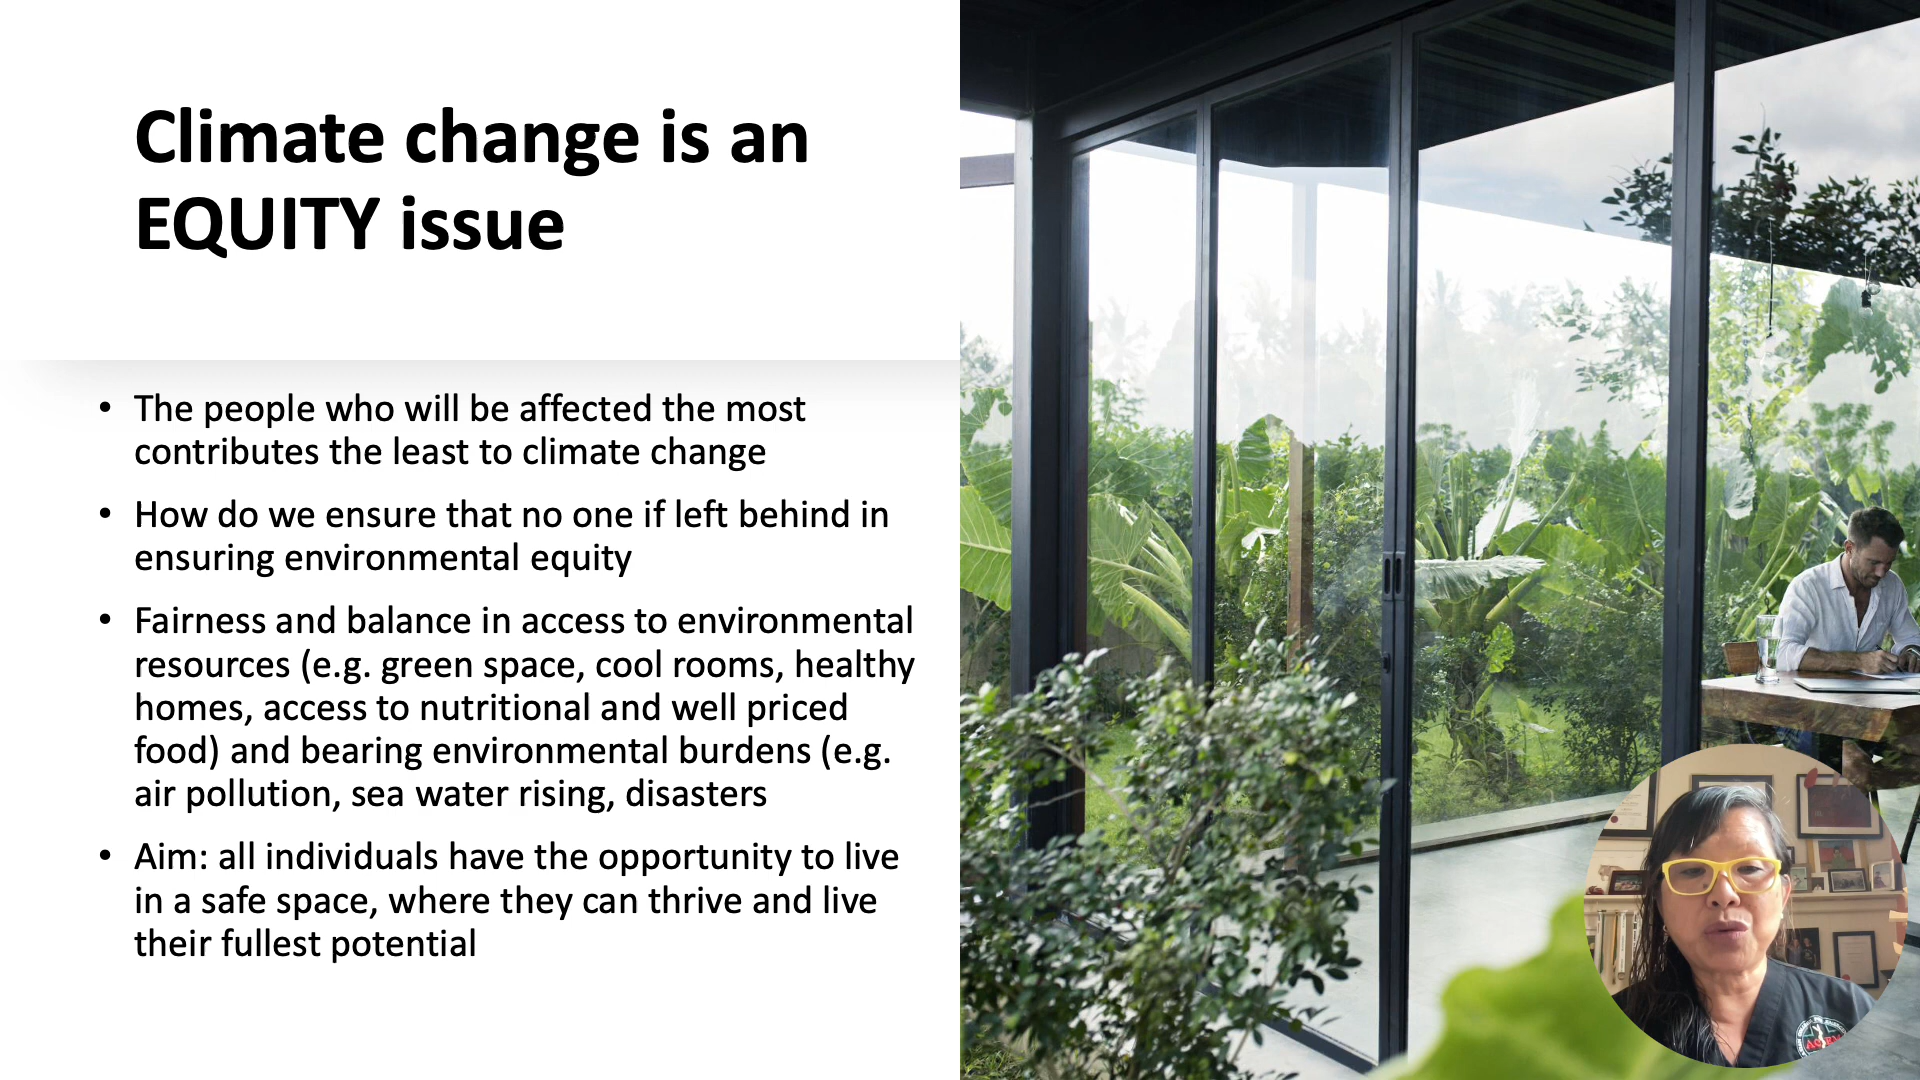 Climate change is an
EQUITY issue
• The people who will be affected the most
contributes the least to climate change
• How do we ensure that no one if left behind in
ensuring environmental equity
• Fairness and balance in access to environmental
resources (e.g. green space, cool rooms, healthy
homes, access to nutritional and well priced
food) and bearing environmental burdens (e.g.
air pollution, sea water rising, disasters
• Aim: all individuals have the opportunity to live
in a safe space, where they can thrive and live
their fullest potential